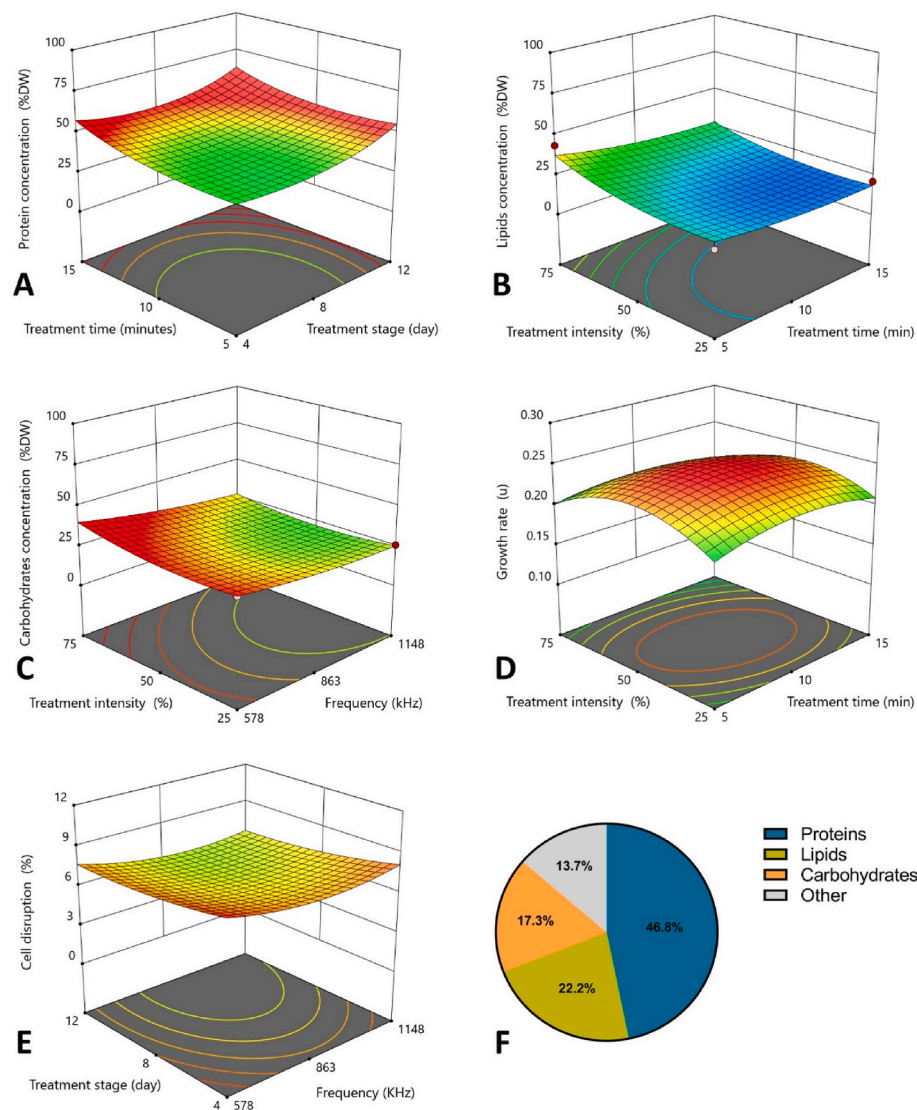 100
75
50
25
0
Protein concentration (%DW)
15
10
5
4
8
12
Treatment time (minutes)
Treatment stage (day)
A
100
75
50
25
0
Lipids concentration (%DW)
75
50
25
5
10
15
Treatment intensity (%)
Treatment time (min)
B
100
75
50
25
0
Carbohydrates concentration (%DW)
75
50
25
578
863
1148
Treatment intensity (%)
Frequency (kHz)
C
0.30
0.25
0.20
0.15
0.10
Growth rate (u)
75
50
25
5
10
15
Treatment intensity (%)
Treatment time (min)
D
12
9
6
3
0
Cell disruption (%)
12
8
4
578
863
1148
Treatment stage (day)
Frequency (KHz)
E
13.7%
46.8%
17.3%
22.2%
Proteins
Lipids
Carbohydrates
Other
F